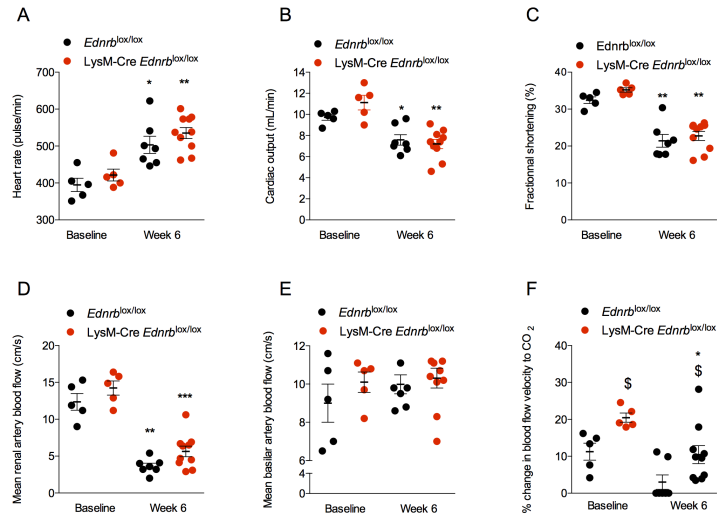 A
Ednrblox/lox
LysM-Cre Ednrblox/lox
Heart rate (pulse/min)
600
500
400
300
*
**
Baseline
Week 6
B
Ednrblox/lox
LysM-Cre Ednrblox/lox
Cardiac output (mL/min)
14
12
10
8
6
4
2
0
*
**
Baseline
Week 6
C
Ednrblox/lox
LysM-Cre Ednrblox/lox
Fractionnal shortening (%)
40
30
20
10
0
**
**
Baseline
Week 6
D
Ednrblox/lox
LysM-Cre Ednrblox/lox
Mean renal artery blood flow (cm/s)
20
15
10
5
0
**
***
Baseline
Week 6
E
Ednrblox/lox
LysM-Cre Ednrblox/lox
Mean basilar artery blood flow (cm/s)
12
10
8
6
2
0
Baseline
Week 6
F
Ednrblox/lox
LysM-Cre Ednrblox/lox
% change in blood flow velocity to CO2
40
30
20
10
0
$
*
$
Baseline
Week 6